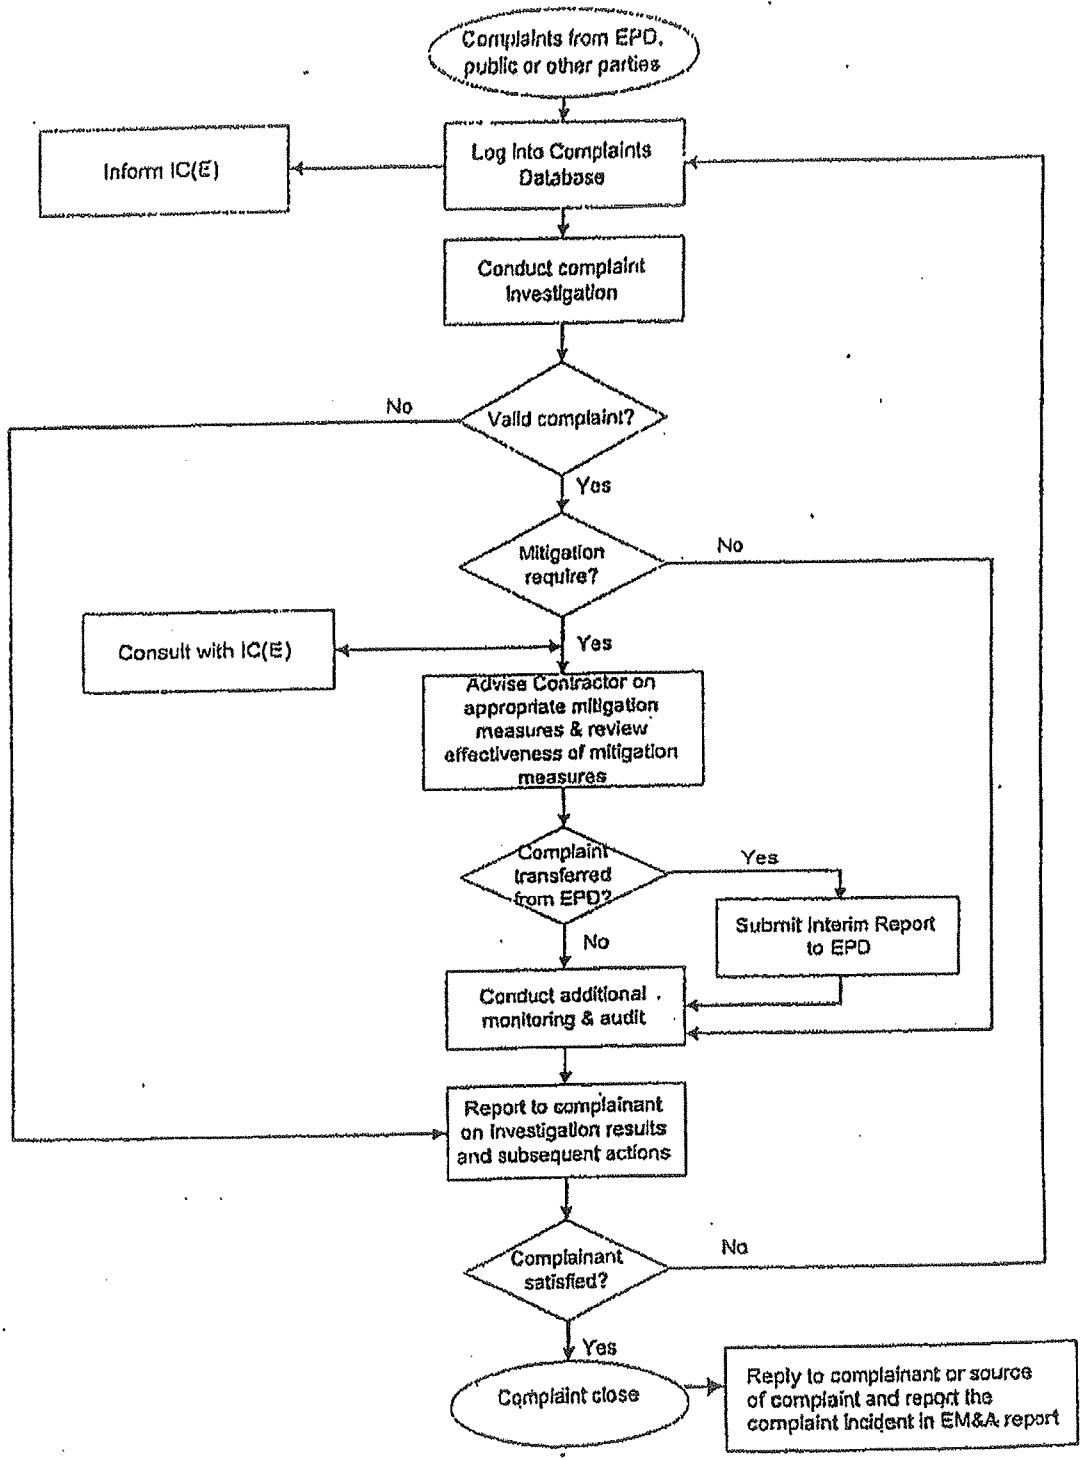 Complaints from EPD,
public or other parties
Log into Complaints
Database
Inform IC(E)
Conduct complaint
Investigation
Valid complaint?
No
Yes
Mitigation
require?
No
Yes
Consult with IC(E)
Advise Contractor on
appropriate mitigation
measures & review
effectiveness of mitigation
measures
Complaint
transferred
from EPD?
Yes
Submit Interim Report
to EPD
No
Conduct additional
monitoring & audit
Report to complainant
on investigation results
and subsequent actions
Complainant
satisfied?
No
Yes
Complaint close
Reply to complainant or source
of complaint and report the
complaint incident in EM&A report